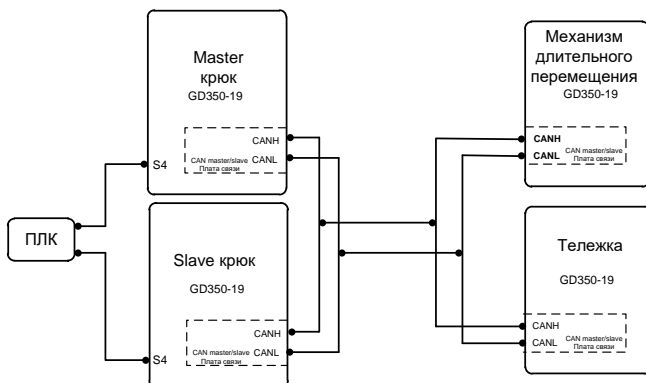 Master
крюк
GD350-19
CANH
CAN master/slave
Плата связи
CANL
S4
ПЛК
Slave крюк
GD350-19
CANH
CAN master/slave
Плата связи
CANL
S4
Механизм
длительного
перемещения
GD350-19
CANH
CANL
CAN master/slave
Плата связи
Тележка
GD350-19
CANH
CANL
CAN master/slave
Плата связи